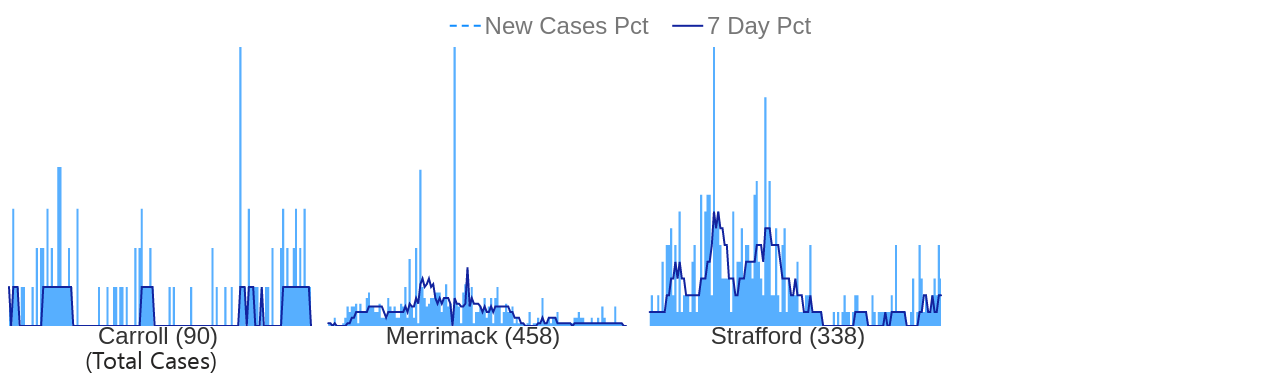 New Cases Pct 7 Day Pct
Carroll (90) Merrimack (458) Strafford (338)
(Total Cases)